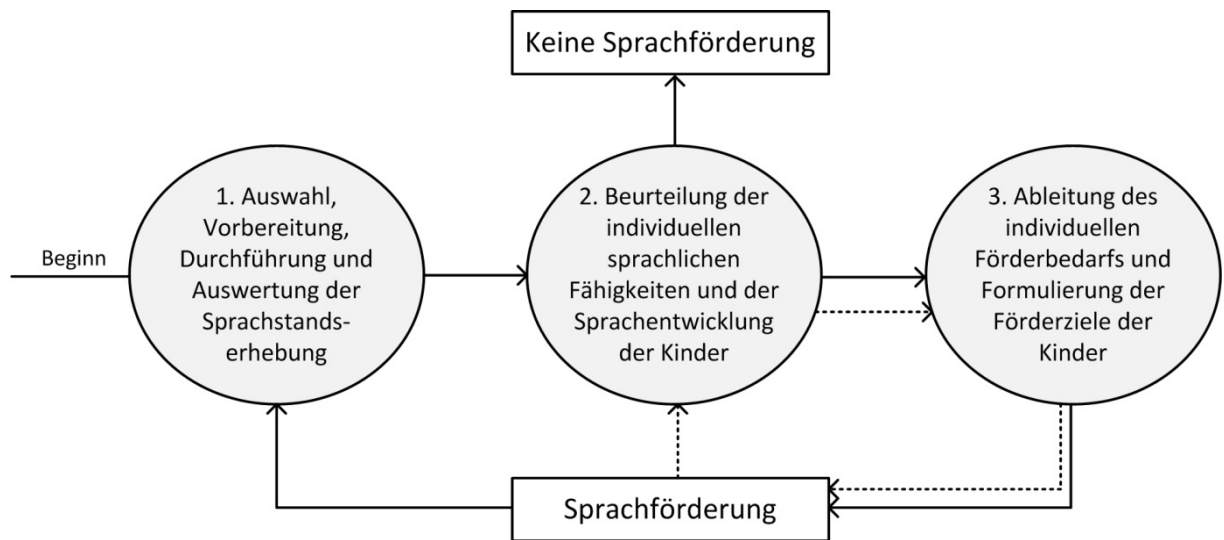 Keine Sprachförderung
Beginn
1. Auswahl,
Vorbereitung,
Durchführung und
Auswertung der
Sprachstands-
erhebung
2. Beurteilung der
individuellen
sprachlichen
Fähigkeiten und der
Sprachentwicklung
der Kinder
3. Ableitung des
individuellen
Förderbedarfs und
Formulierung der
Förderziele der
Kinder
Sprachförderung